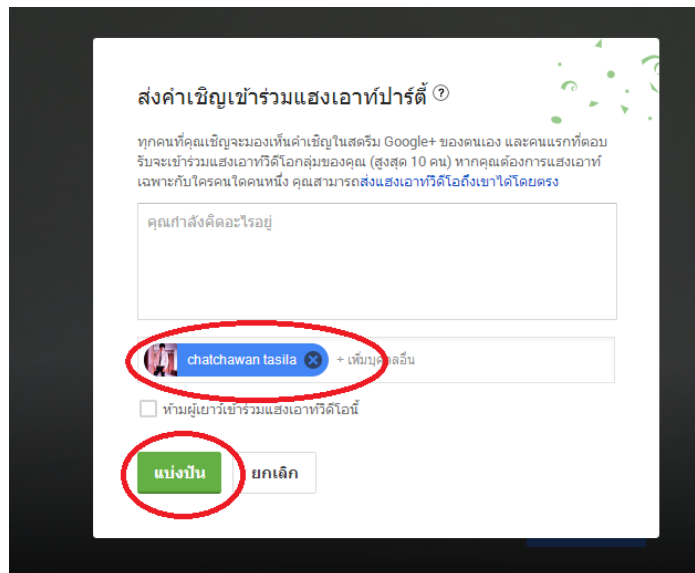 ส่งคำเชิญเข้าร่วมแฮงเอาท์ปาร์ตี้ ?
ทุกคนที่คุณเชิญจะมองเห็นคำเชิญในสตรีม Google+ ของตนเอง และคนแรกที่ตอบ
รับจะเข้าร่วมแฮงเอาท์วิดีโอกลุ่มของคุณ (สูงสุด 10 คน) หากคุณต้องการแฮงเอาท์
เฉพาะกับใครคนใดคนหนึ่ง คุณสามารถส่งแฮงเอาท์วิดีโอถึงเขาได้โดยตรง
คุณกำลังคิดอะไรอยู่
chatchawan tasila + เพิ่มบุคคลอื่น
ห้ามผู้เยาว์เข้าร่วมแฮงเอาท์วิดีโอนี้
แบ่งปัน ยกเลิก